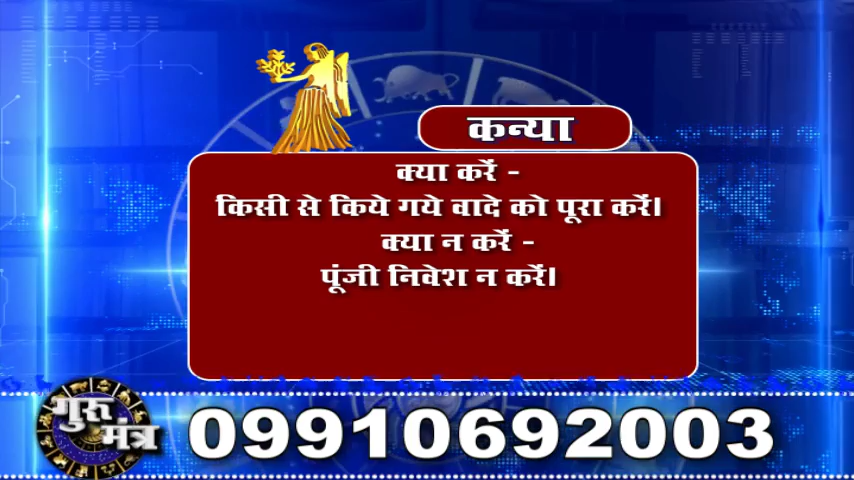 कन्या
क्या करें -
किसी से किये गये वादे को पूरा करें।
क्या न करें -
पूंजी निवेश न करें।
गुरु
मंत्र
09910692003